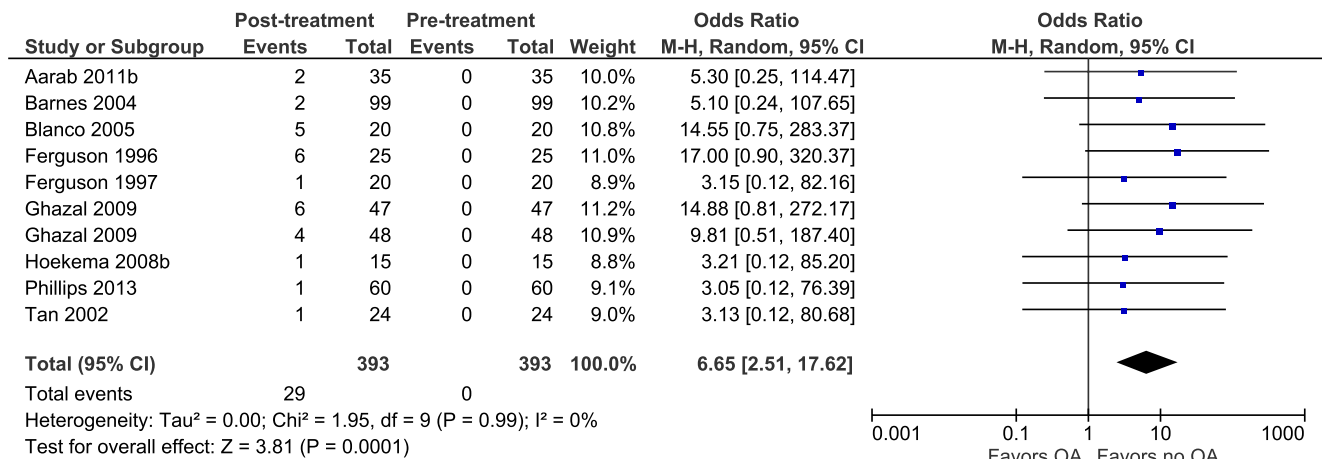 Post-treatment Pre-treatment Odds Ratio Odds Ratio
Study or Subgroup Events Total Events Total Weight M-H, Random, 95% CI M-H, Random, 95% CI
Aarab 2011b 2 35 0 35 10.0% 5.30 [0.25, 114.47]
Barnes 2004 2 99 0 99 10.2% 5.10 [0.24, 107.65]
Blanco 2005 5 20 0 20 10.8% 14.55 [0.75, 283.37]
Ferguson 1996 6 25 0 25 11.0% 17.00 [0.90, 320.37]
Ferguson 1997 1 20 0 20 8.9% 3.15 [0.12, 82.16]
Ghazal 2009 6 47 0 47 11.2% 14.88 [0.81, 272.17]
Ghazal 2009 4 48 0 48 10.9% 9.81 [0.51, 187.40]
Hoekema 2008b 1 15 0 15 8.8% 3.21 [0.12, 85.20]
Phillips 2013 1 60 0 60 9.1% 3.05 [0.12, 76.39]
Tan 2002 1 24 0 24 9.0% 3.13 [0.12, 80.68]
Total (95% CI) 393 393 100.0% 6.65 [2.51, 17.62]
Total events 29 0
Heterogeneity: Tau² = 0.00; Chi² = 1.95, df = 9 (P = 0.99); I² = 0%
Test for overall effect: Z = 3.81 (P = 0.0001)
0.001 0.1 1 10 1000
Favors OA Favors no OA